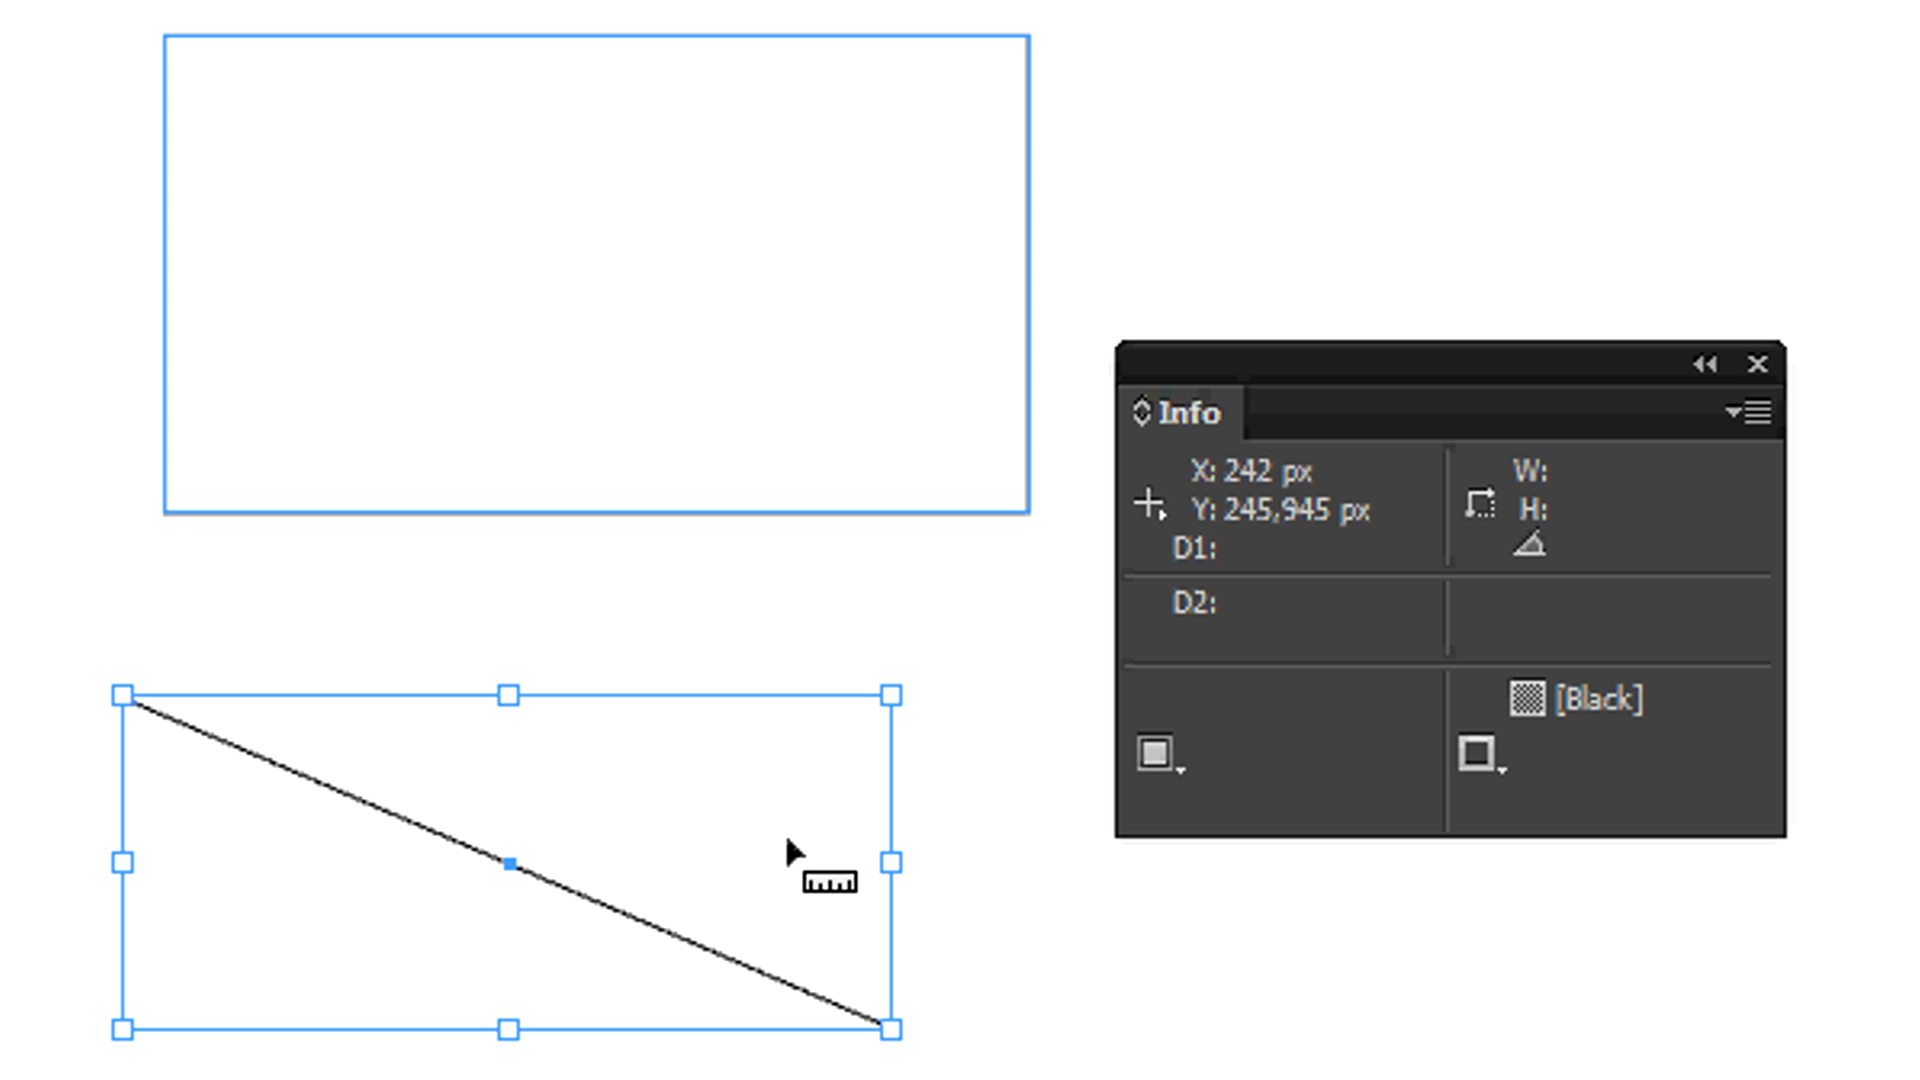 Info
X: 242 px
Y: 245,945 px
D1:
W:
H:
D2:
[Black]